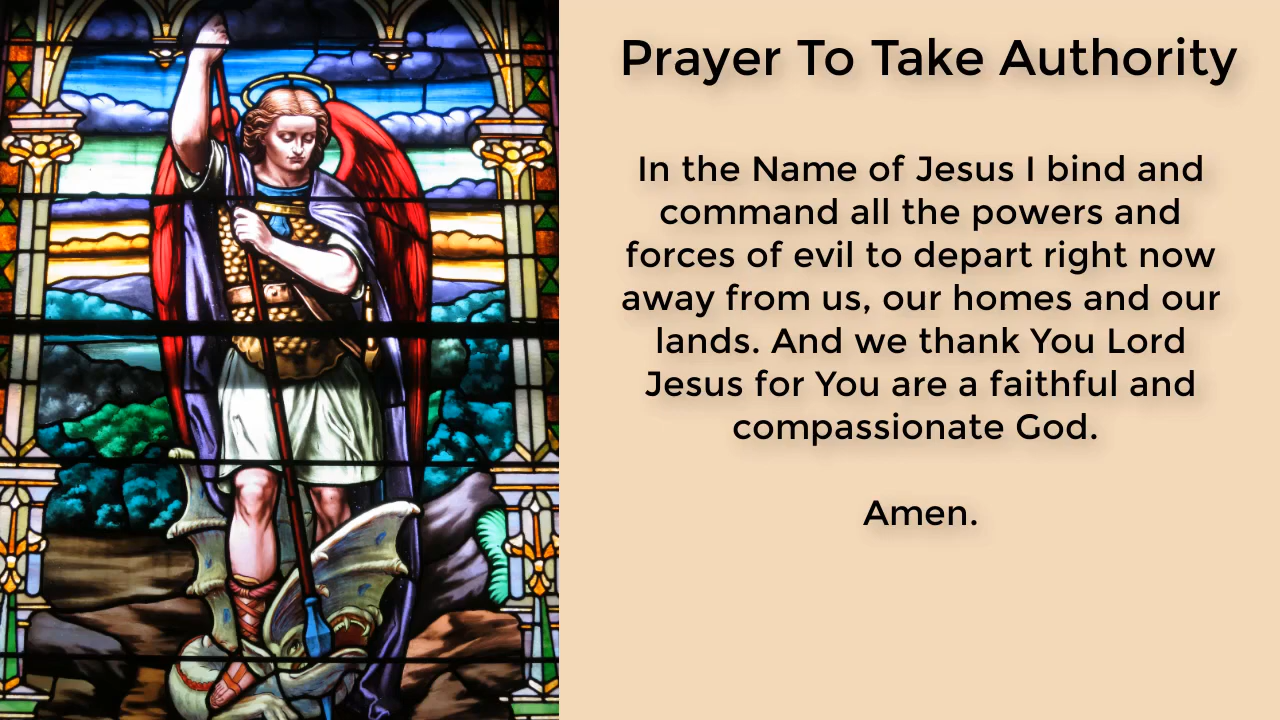 Prayer To Take Authority
In the Name of Jesus I bind and
command all the powers and
forces of evil to depart right now
away from us, our homes and our
lands. And we thank You Lord
Jesus for You are a faithful and
compassionate God.
Amen.